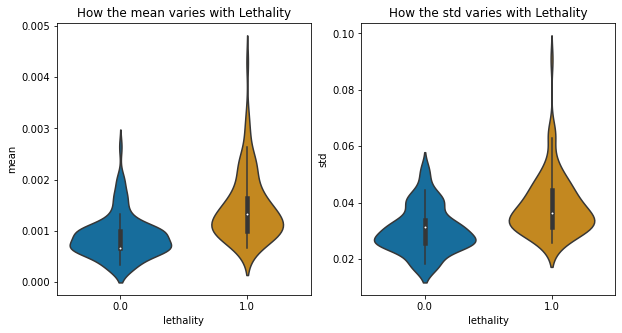 How the mean varies with Lethality
0.005
0.004
0.003
0.002
0.001
0.000
mean
0.0
1.0
lethality
How the std varies with Lethality
0.10
0.08
0.06
0.04
0.02
std
0.0
1.0
lethality